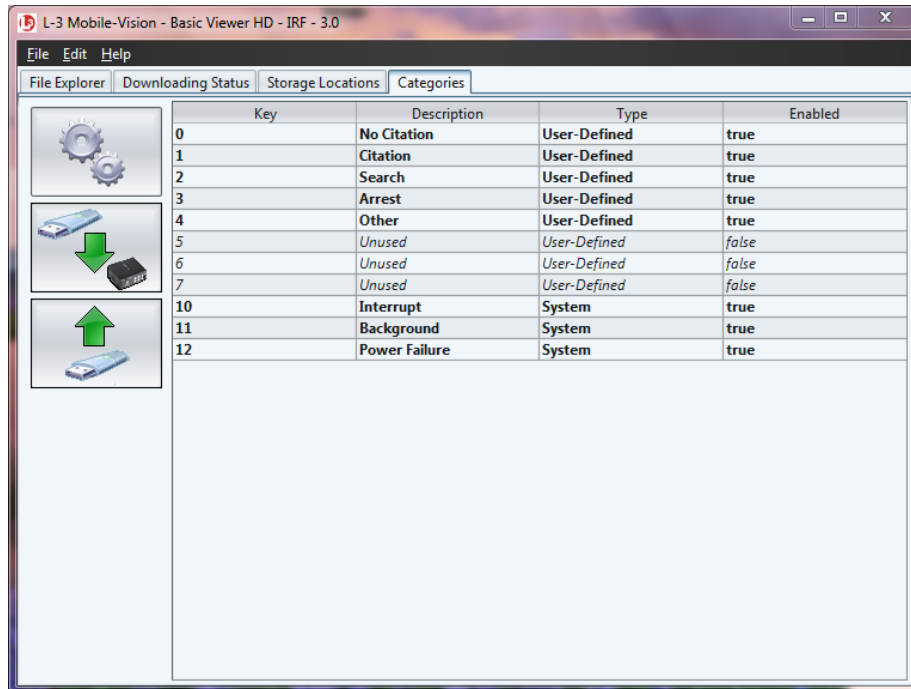 L-3 Mobile-Vision - Basic Viewer HD - IRF - 3.0
File Edit Help
File Explorer Downloading Status Storage Locations Categories
Key Description Type Enabled
0 No Citation User-Defined true
1 Citation User-Defined true
2 Search User-Defined true
3 Arrest User-Defined true
4 Other User-Defined true
5 Unused User-Defined false
6 Unused User-Defined false
7 Unused User-Defined false
10 Interrupt System true
11 Background System true
12 Power Failure System true